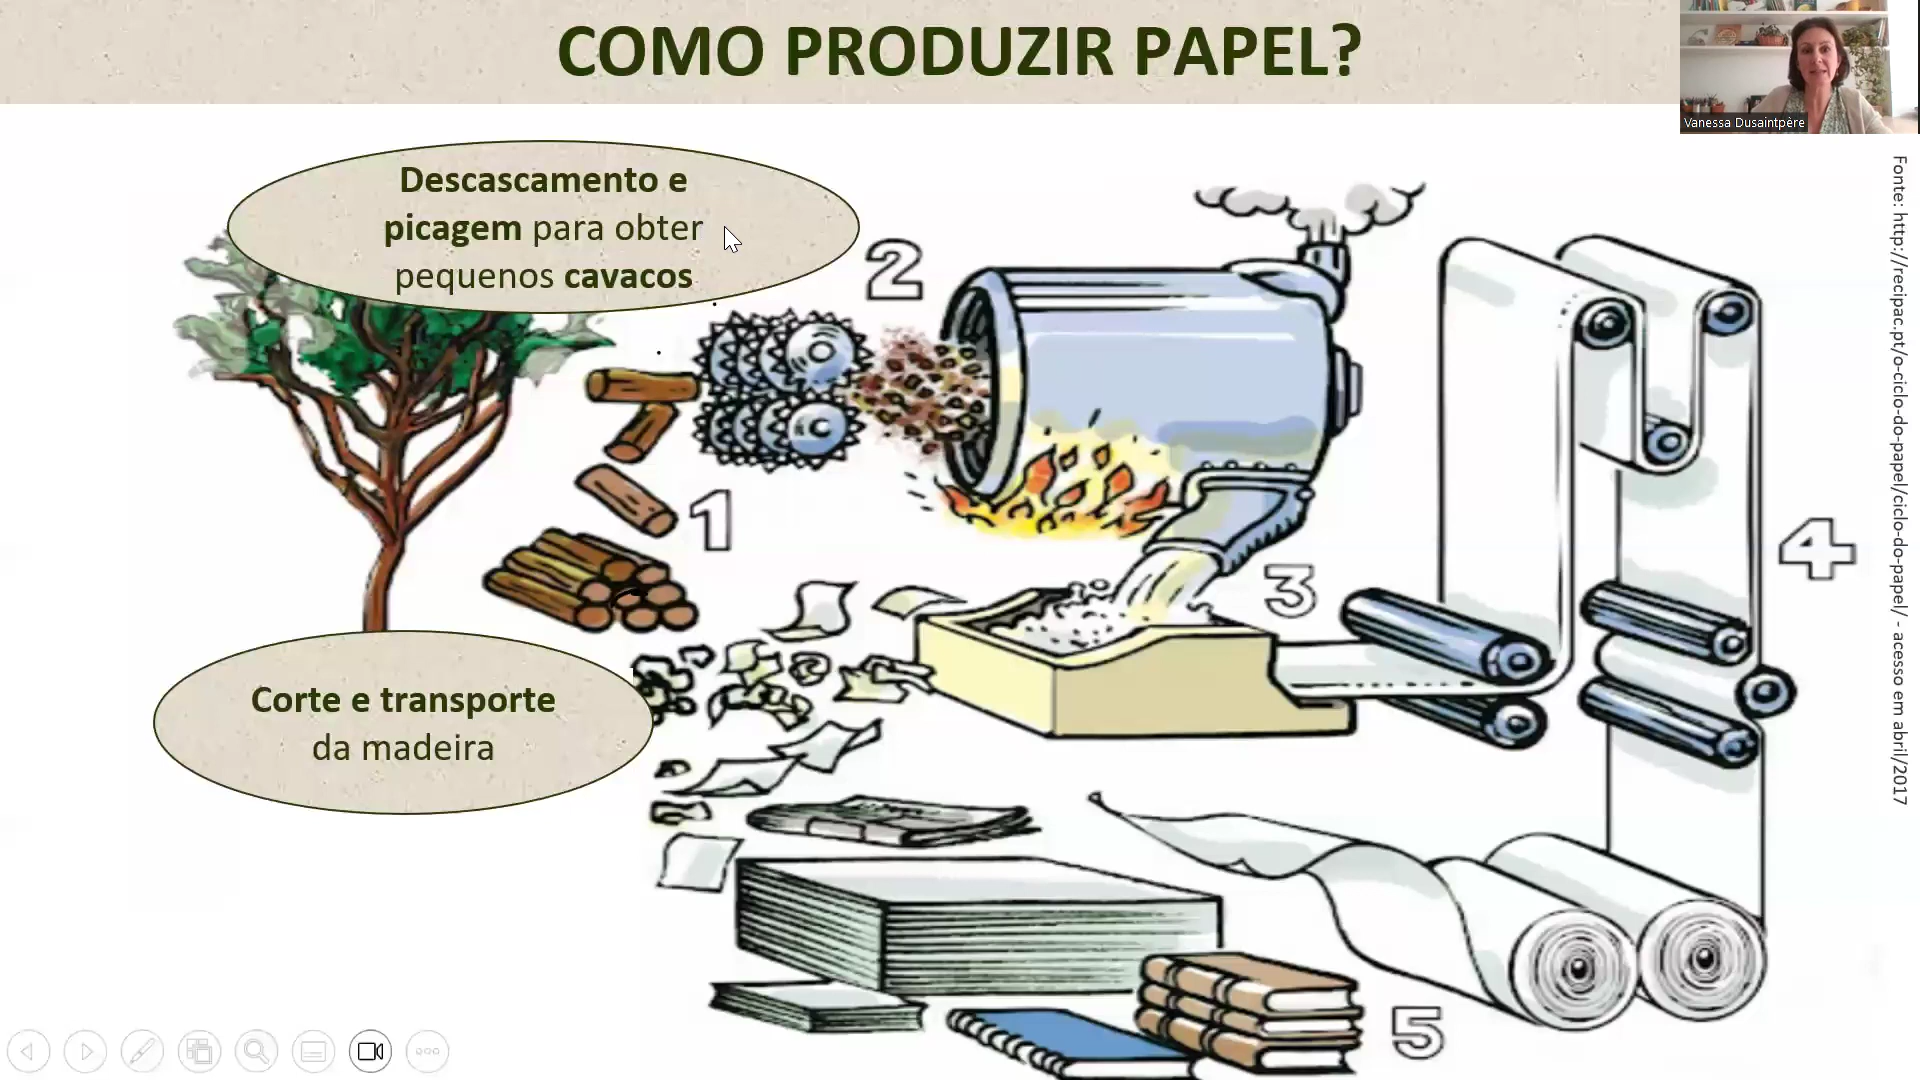 COMO PRODUZIR PAPEL?
Vanessa Dusaintpère
Descascamento e
picagem para obter
pequenos cavacos
2
1
3
4
Corte e transporte
da madeira
5
Fonte: http://recipac.pt/o-ciclo-do-papel/ciclo-do-papel/ - acesso em abril/2017